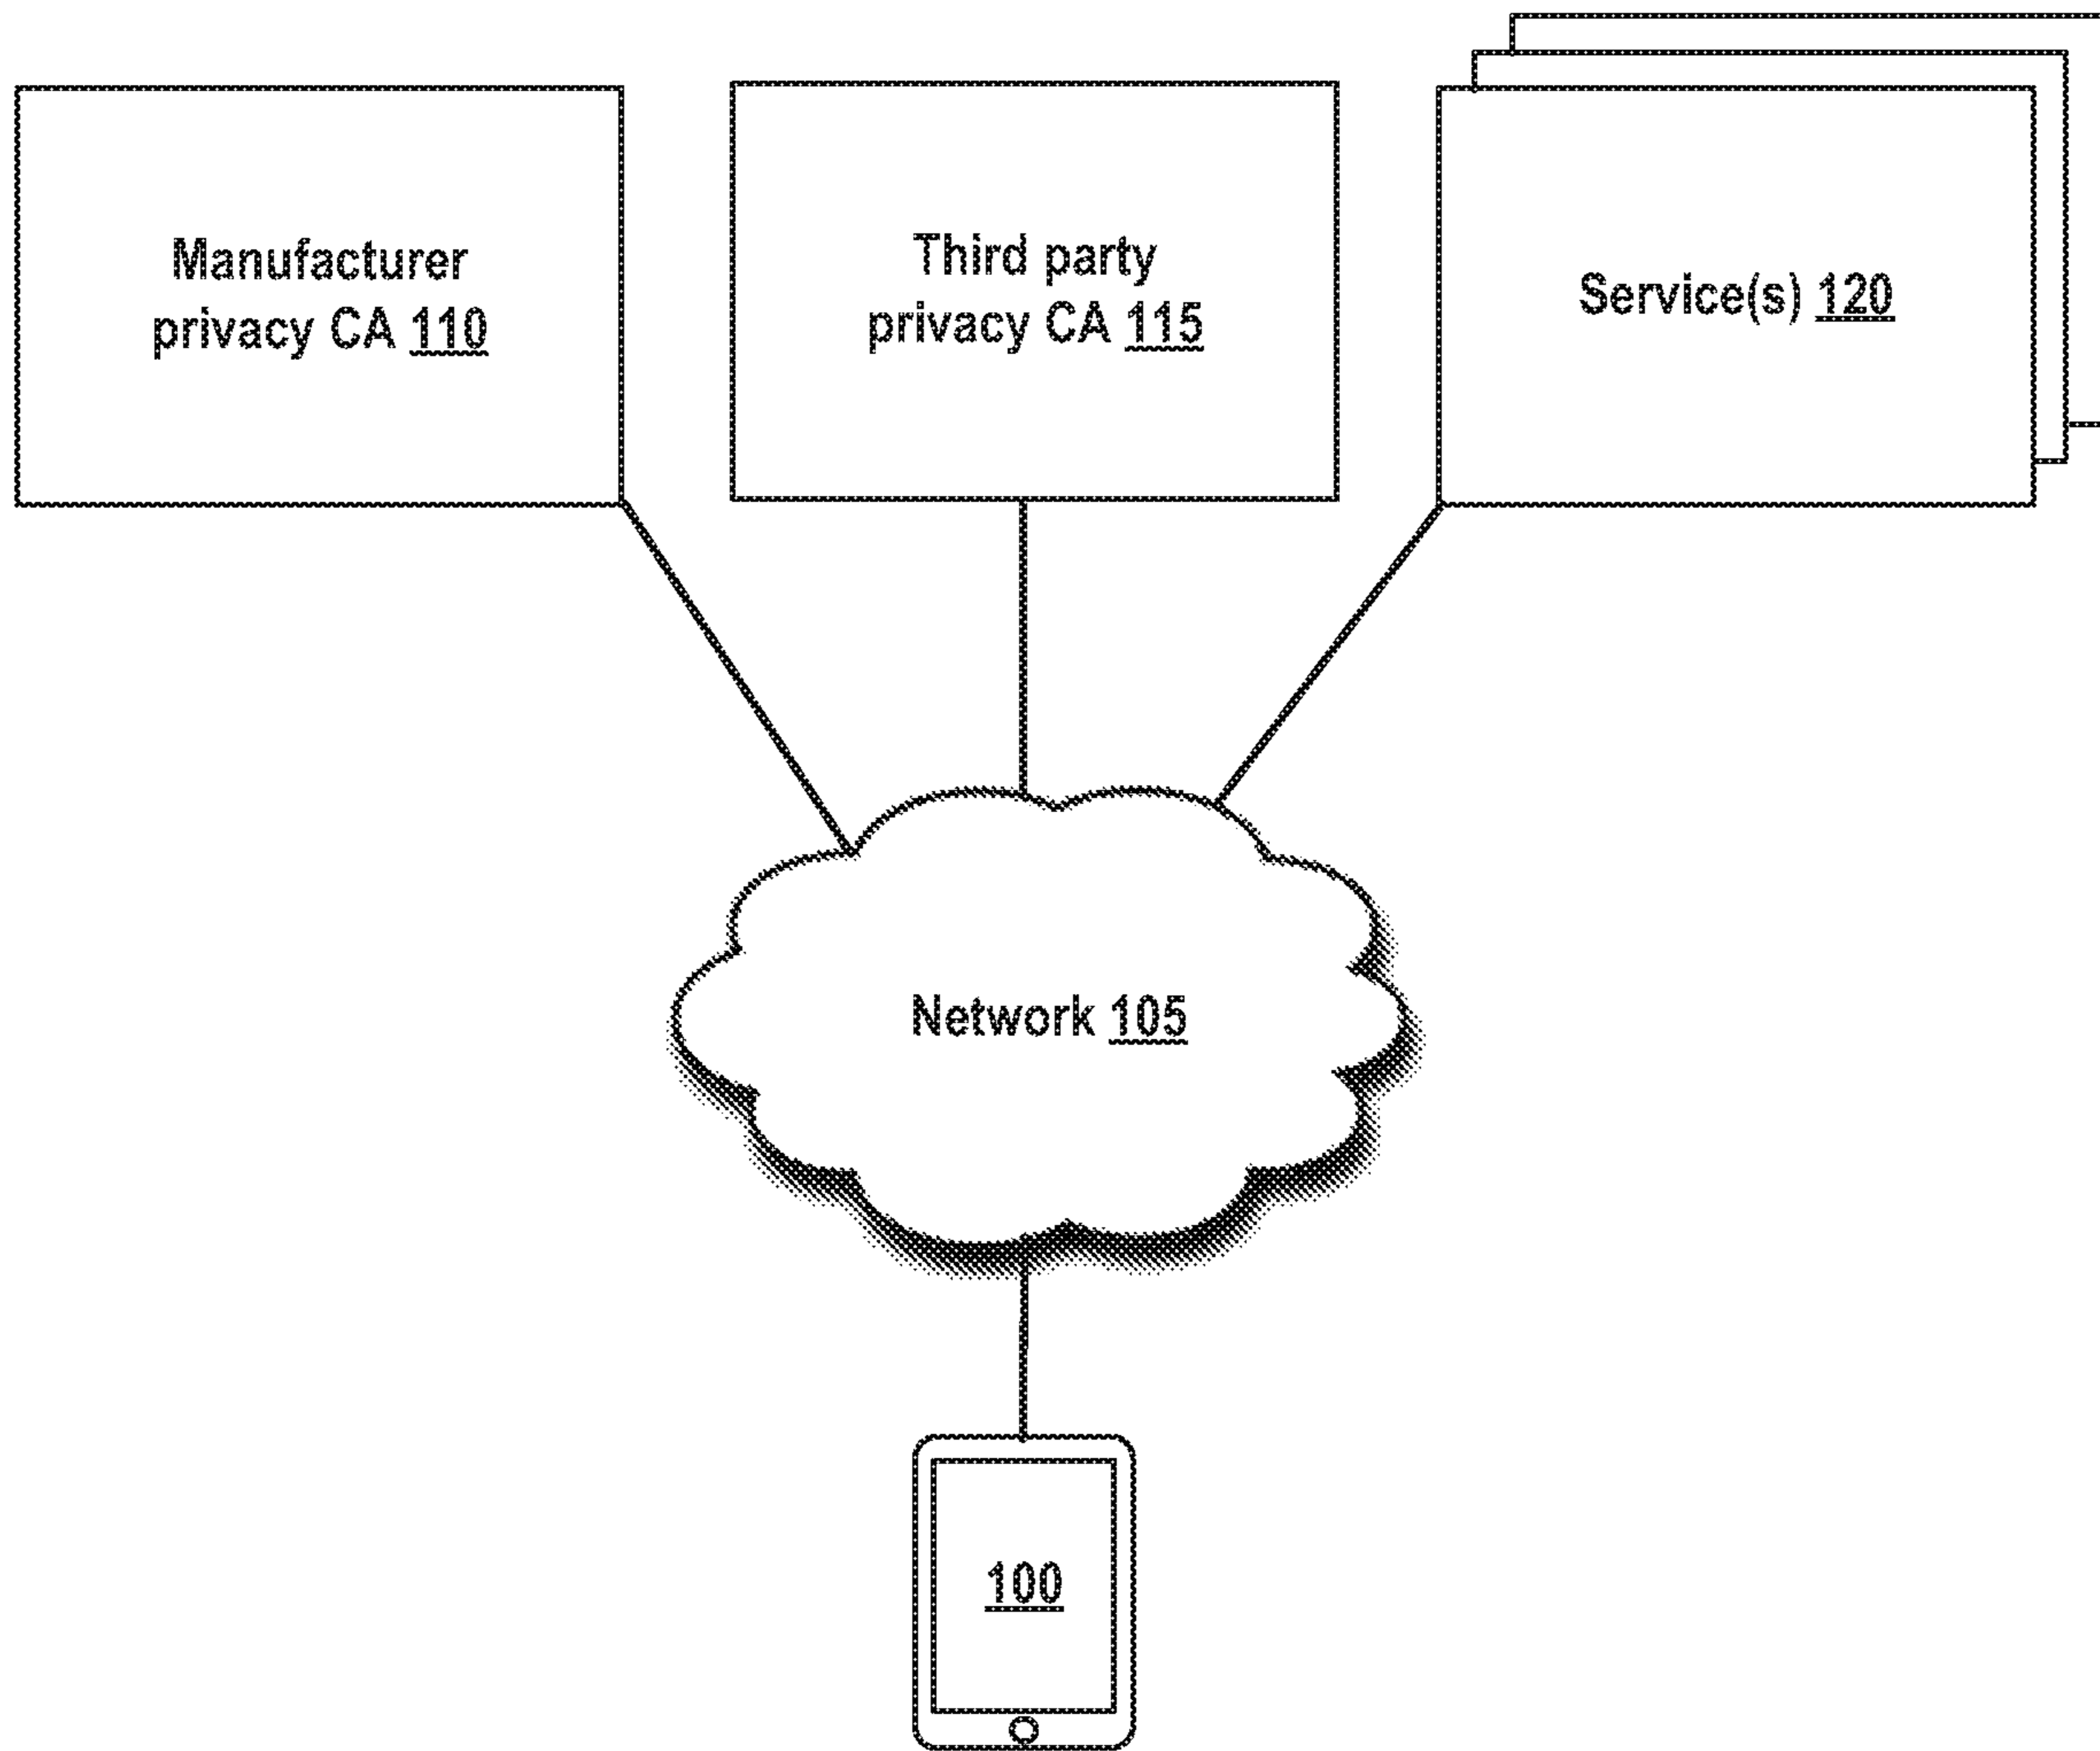 Manufacturer
privacy CA 110
Third party
privacy CA 115
Service(s) 120
Network 105
100